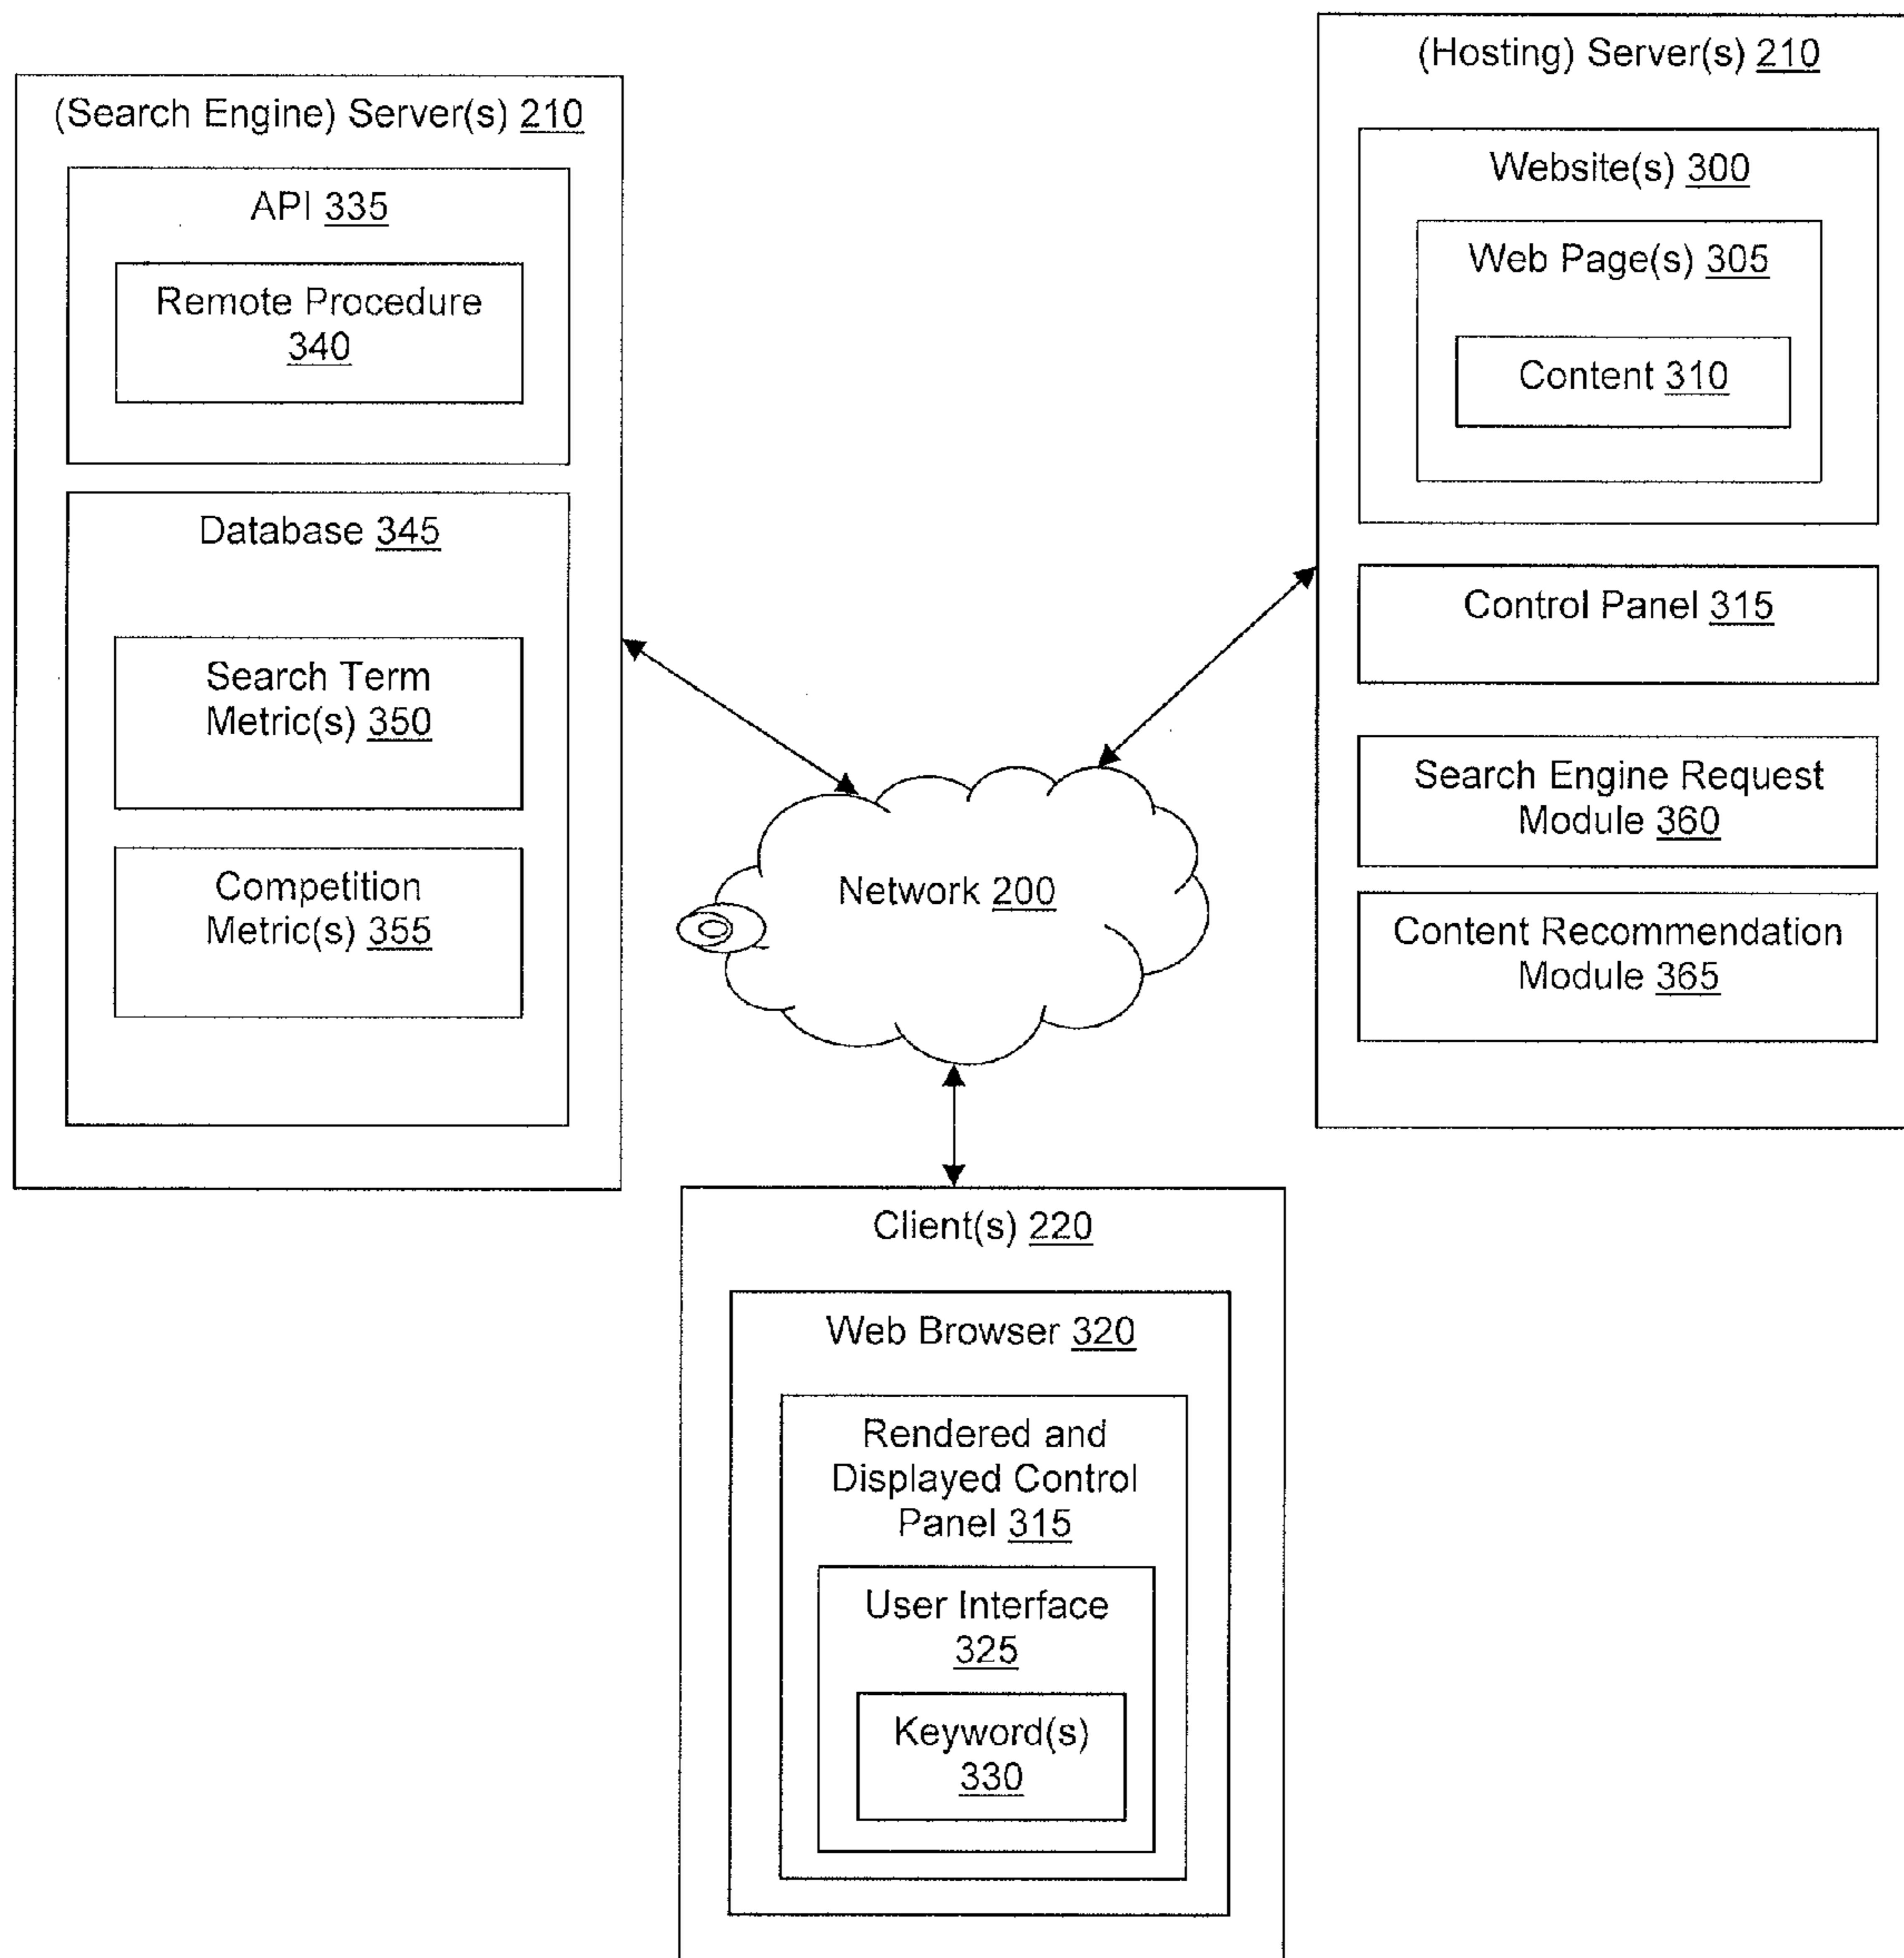 (Search Engine) Server(s) 210
API 335
Remote Procedure
340
Database 345
Search Term
Metric(s) 350
Competition
Metric(s) 355
(Hosting) Server(s) 210
Website(s) 300
Web Page(s) 305
Content 310
Control Panel 315
Search Engine Request
Module 360
Content Recommendation
Module 365
Network 200
Client(s) 220
Web Browser 320
Rendered and
Displayed Control
Panel 315
User Interface
325
Keyword(s)
330